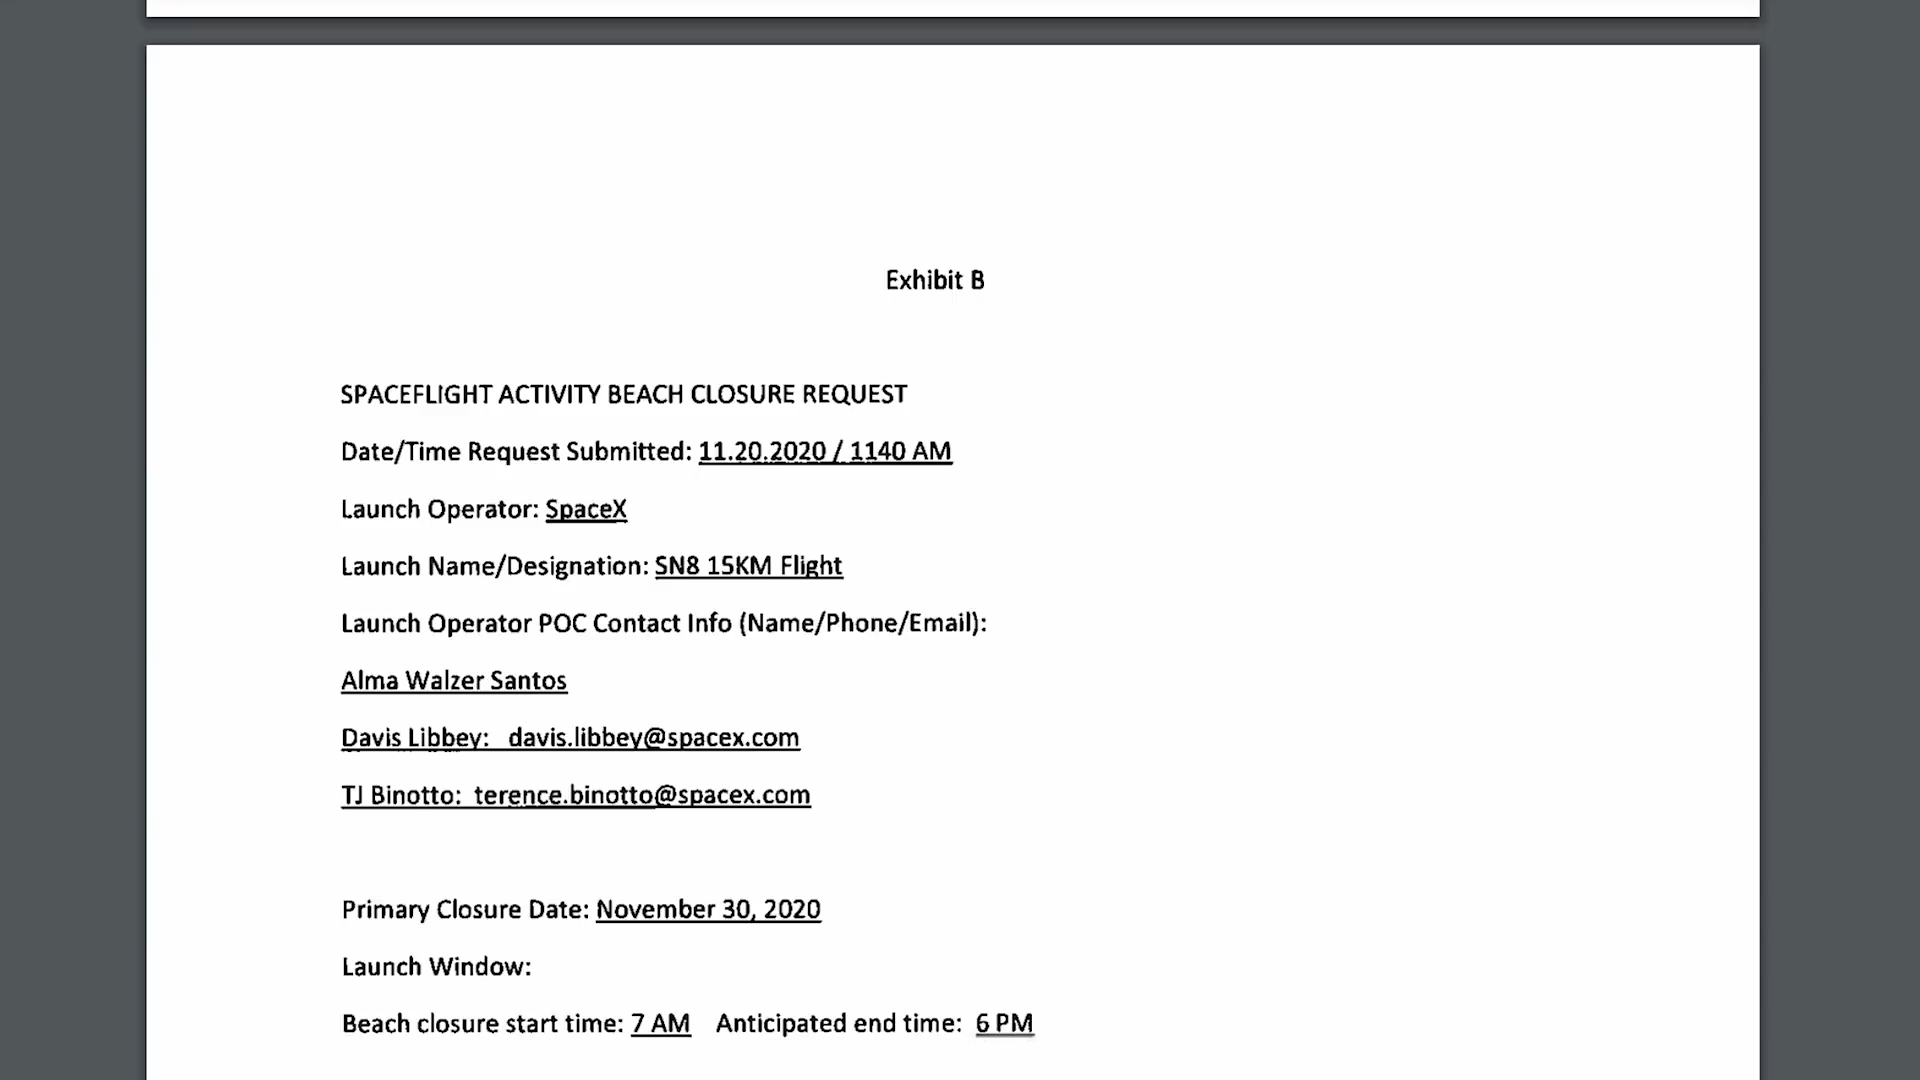 Exhibit B
SPACEFLIGHT ACTIVITY BEACH CLOSURE REQUEST
Date/Time Request Submitted: 11.20.2020 / 1140 AM
Launch Operator: SpaceX
Launch Name/Designation: SN8 15KM Flight
Launch Operator POC Contact Info (Name/Phone/Email):
Alma Walzer Santos
Davis Libbey: davis.libbey@spacex.com
TJ Binotto: terence.binotto@spacex.com
Primary Closure Date: November 30, 2020
Launch Window:
Beach closure start time: 7 AM Anticipated end time: 6 PM